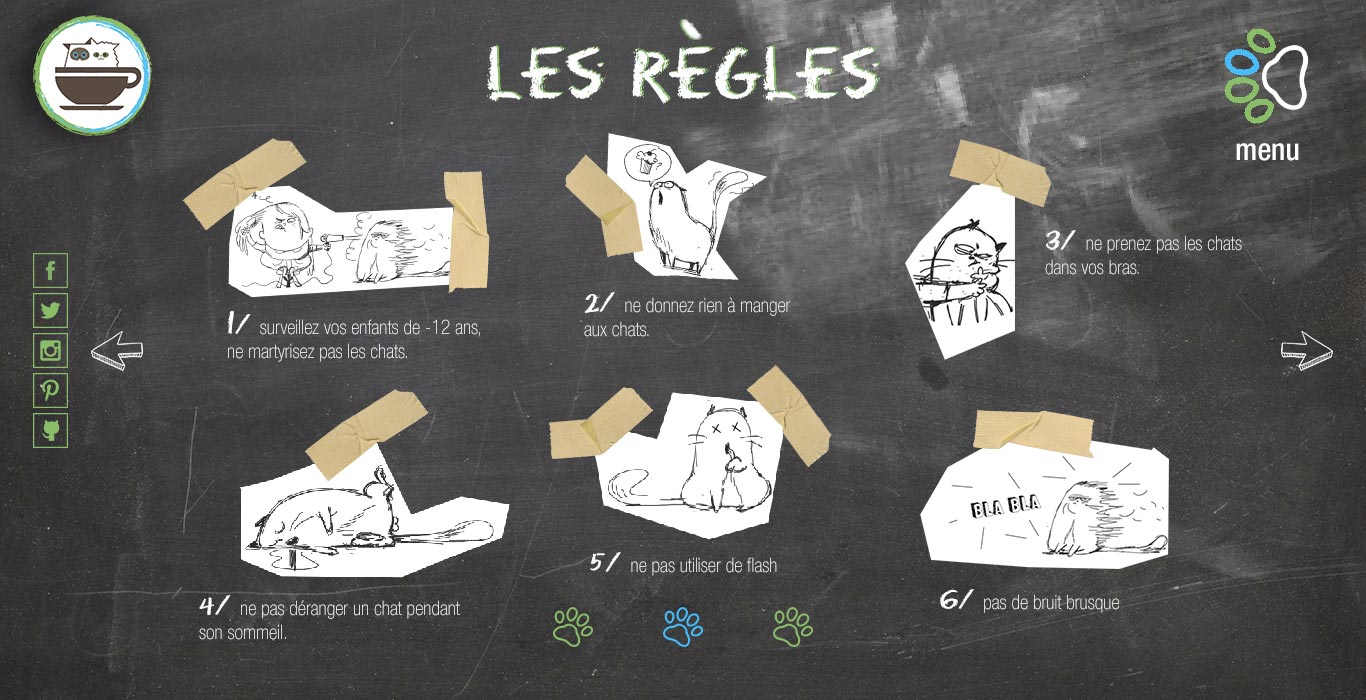 LES RÈGLES
menu
1/ surveillez vos enfants de -12 ans,
ne martyrisez pas les chats.
2/ ne donnez rien à manger
aux chats.
3/ ne prenez pas les chats
dans vos bras.
4/ ne pas déranger un chat pendant
son sommeil.
5/ ne pas utiliser de flash
BLA BLA
6/ pas de bruit brusque